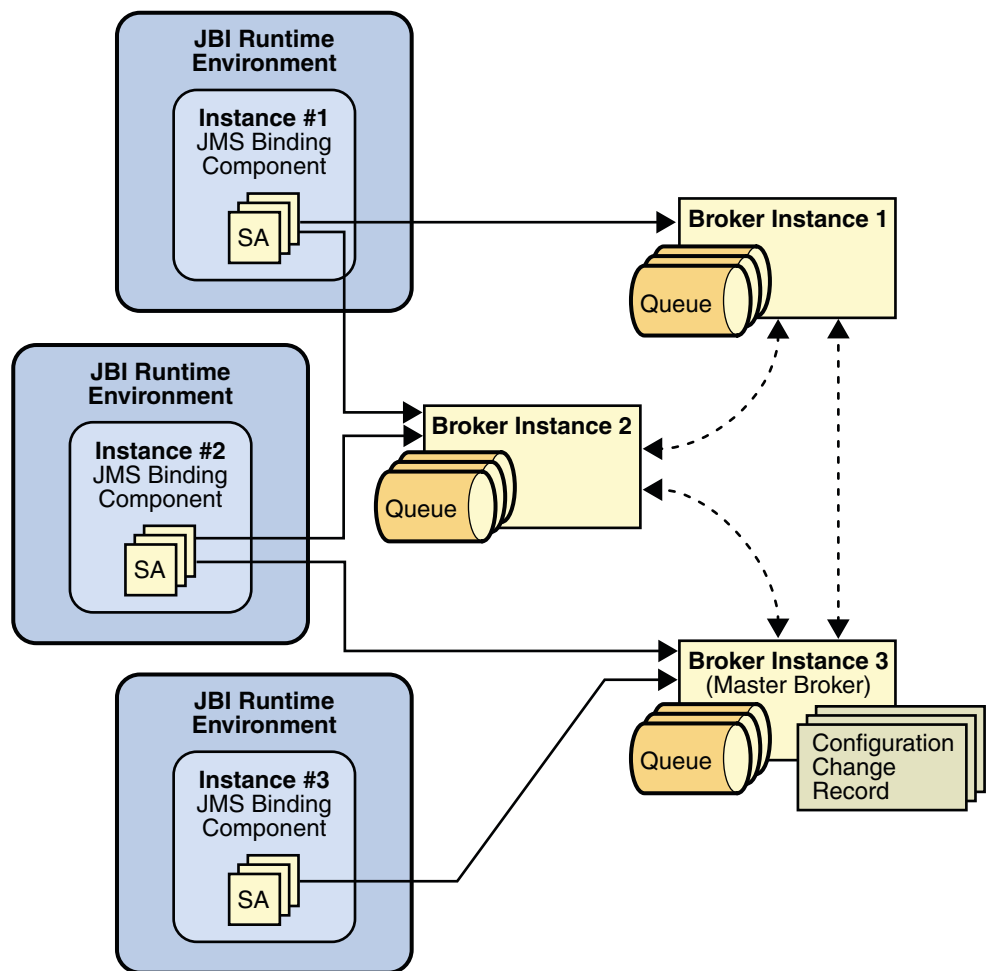 JBI Runtime
Environment
Instance #1
JMS Binding
Component
SA
Broker Instance 1
Queue
JBI Runtime
Environment
Instance #2
JMS Binding
Component
SA
Broker Instance 2
Queue
JBI Runtime
Environment
Instance #3
JMS Binding
Component
SA
Broker Instance 3
(Master Broker)
Queue
Configuration
Change
Record